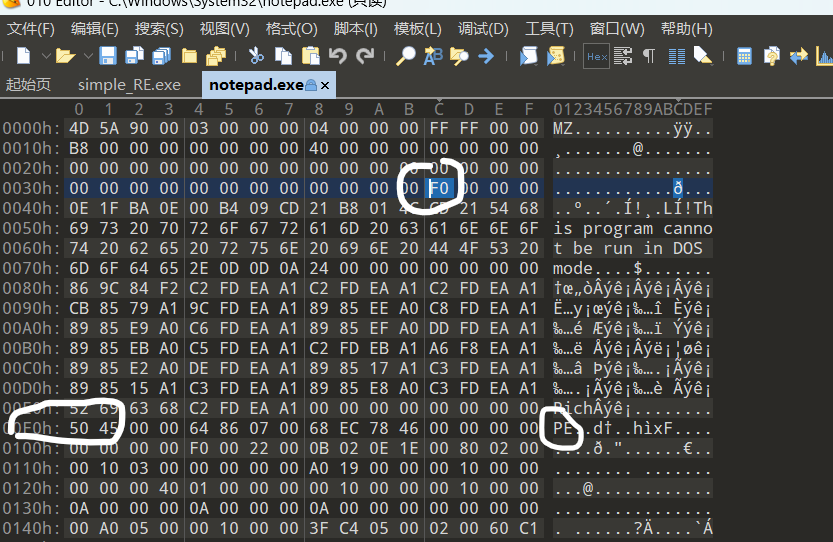 010 Editor - C:\Windows\System32\notepad.exe (只读)
文件(F) 编辑(E) 搜索(S) 视图(V) 格式(O) 脚本(I) 模板(L) 调试(D) 工具(T) 窗口(W) 帮助(H)
Hex
起始页 simple_RE.exe notepad.exe
0 1 2 3 4 5 6 7 8 9 A B C D E F 0123456789ABCDEF
0000h: 4D 5A 90 00 03 00 00 00 04 00 00 00 FF FF 00 00 MZ..........ÿÿ..
0010h: B8 00 00 00 00 00 00 00 40 00 00 00 00 00 00 00 ¸.......@.......
0020h: 00 00 00 00 00 00 00 00 00 00 00 00 00 00 00 00 ................
0030h: 00 00 00 00 00 00 00 00 00 00 00 00 F0 00 00 00 ............ð...
0040h: 0E 1F BA 0E 00 B4 09 CD 21 B8 01 4C CD 21 54 68 ..º..´.Í!¸.LÍ!Th
0050h: 69 73 20 70 72 6F 67 72 61 6D 20 63 61 6E 6E 6F is program canno
0060h: 74 20 62 65 20 72 75 6E 20 69 6E 20 44 4F 53 20 t be run in DOS
0070h: 6D 6F 64 65 2E 0D 0D 0A 24 00 00 00 00 00 00 00 mode....$.......
0080h: 86 9C 84 F2 C2 FD EA A1 C2 FD EA A1 C2 FD EA A1 †œ„òÂýê¡Âýê¡Âýê¡
0090h: CB 85 79 A1 9C FD EA A1 89 85 EE A0 C8 FD EA A1 Ë…y¡œýê¡‰…î Èýê¡
00A0h: 89 85 E9 A0 C6 FD EA A1 89 85 EF A0 DD FD EA A1 ‰…é Æýê¡‰…ï Ýýê¡
00B0h: 89 85 EB A0 C5 FD EA A1 C2 FD EB A1 A6 F8 EA A1 ‰…ë Åýê¡Âýë¡¦øê¡
00C0h: 89 85 E2 A0 DE FD EA A1 89 85 17 A1 C3 FD EA A1 ‰…â Þýê¡‰….¡Ãýê¡
00D0h: 89 85 15 A1 C3 FD EA A1 89 85 E8 A0 C3 FD EA A1 ‰….¡Ãýê¡‰…è Ãýê¡
00E0h: 52 69 63 68 C2 FD EA A1 00 00 00 00 00 00 00 00 RichÂýê¡........
50 45 00 00 64 86 07 00 68 EC 78 46 00 00 00 00 PE..d†..hìxF....
0100h: 00 00 00 00 F0 00 22 00 0B 02 0E 1E 00 80 02 00 ....ð."......€..
0110h: 00 10 03 00 00 00 00 00 A0 19 00 00 00 10 00 00 ........ .......
0120h: 00 00 00 40 01 00 00 00 00 10 00 00 00 10 00 00 ...@............
0130h: 0A 00 00 00 0A 00 00 00 0A 00 00 00 00 00 00 00 ................
0140h: 00 A0 05 00 00 10 00 00 3F C4 05 00 02 00 60 C1 . ......?Ä....`Á